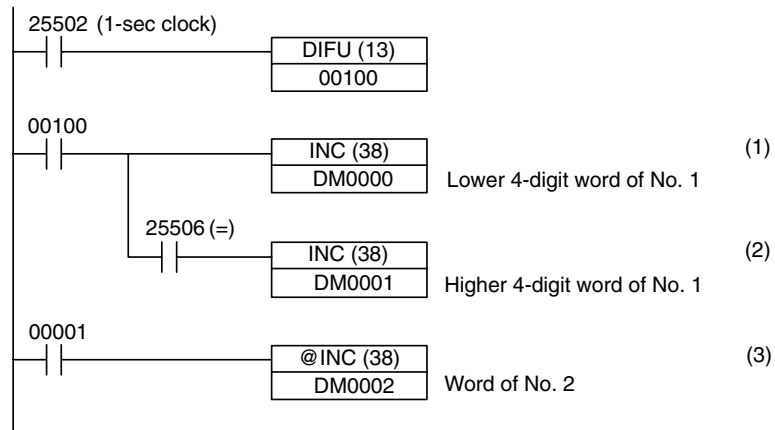 25502 (1-sec clock)
DIFU (13)
00100
00100
INC (38)
(1)
DM0000
Lower 4-digit word of No. 1
25506 (=)
INC (38)
(2)
DM0001
Higher 4-digit word of No. 1
00001
@INC (38)
(3)
DM0002
Word of No. 2